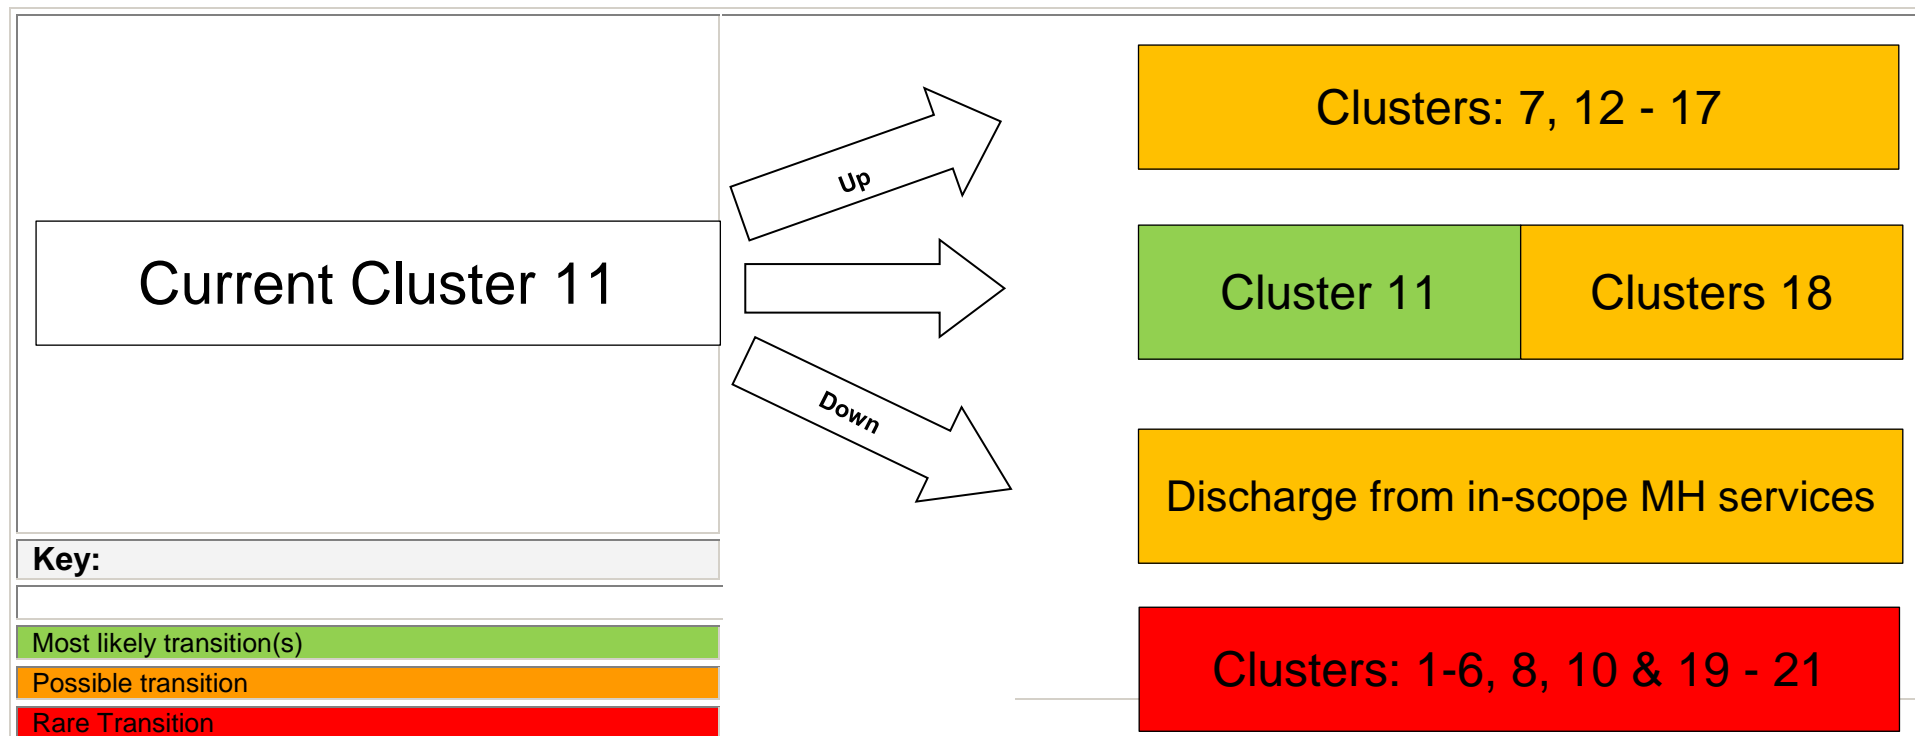 Clusters: 7, 12 - 17
Up
Current Cluster 11
Cluster 11
Clusters 18
Down
Discharge from in-scope MH services
Key:
Most likely transition(s)
Possible transition
Rare Transition
Clusters: 1-6, 8, 10 & 19 - 21